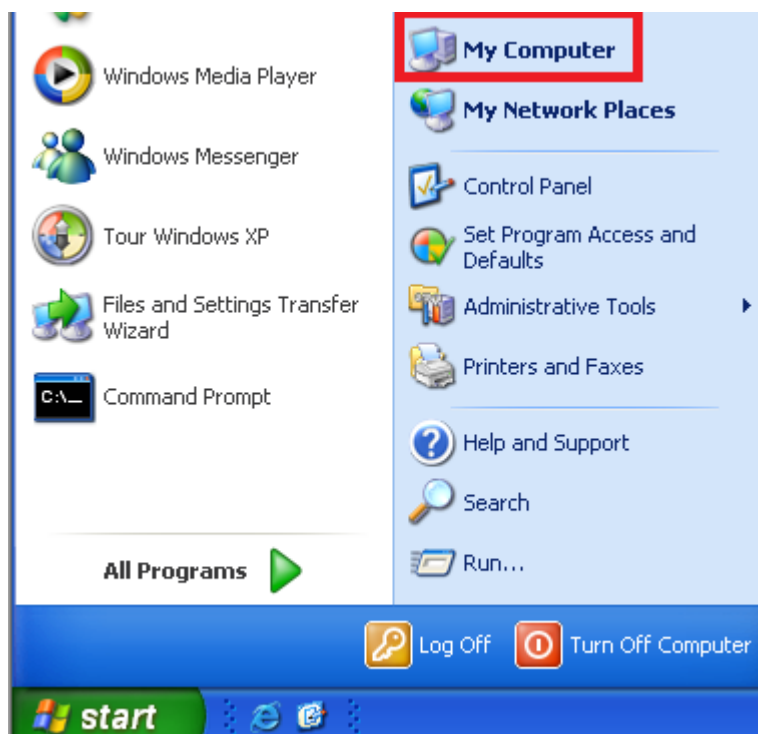 Windows Media Player
Windows Messenger
Tour Windows XP
Files and Settings Transfer
Wizard
C:\_
Command Prompt
All Programs
My Computer
My Network Places
Control Panel
Set Program Access and
Defaults
Administrative Tools
Printers and Faxes
Help and Support
Search
Run...
Log Off
Turn Off Computer
start